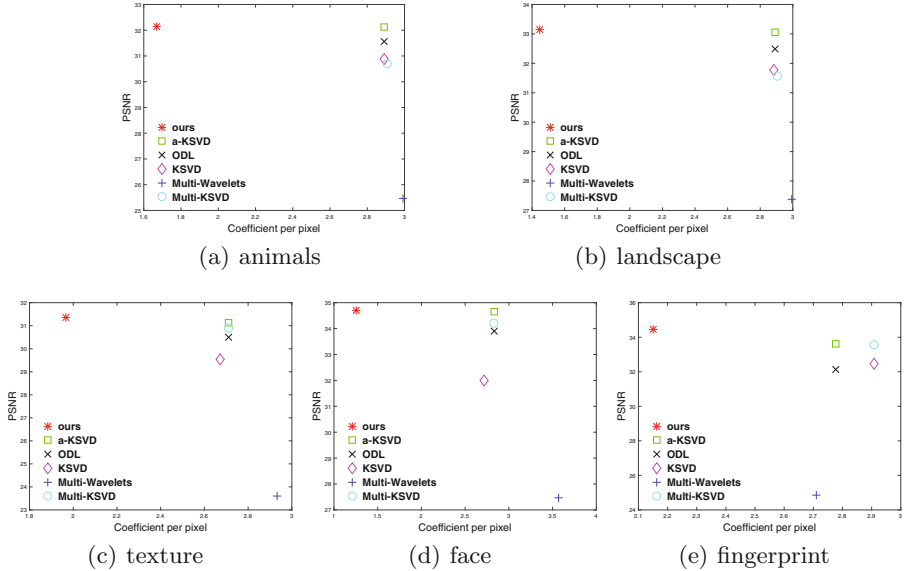 33
32
31
30
29
28
27
26
25
PSNR
ours
a-KSVD
ODL
KSVD
Multi-Wavelets
Multi-KSVD
1.6 1.8 2 2.2 2.4 2.6 2.8 3
Coefficient per pixel
(a) animals
34
33
32
31
30
29
28
27
PSNR
ours
a-KSVD
ODL
KSVD
Multi-Wavelets
Multi-KSVD
1.4 1.6 1.8 2 2.2 2.4 2.6 2.8 3
Coefficient per pixel
(b) landscape
32
31
30
29
28
27
26
25
24
23
PSNR
ours
a-KSVD
ODL
KSVD
Multi-Wavelets
Multi-KSVD
1.8 2 2.2 2.4 2.6 2.8 3
Coefficient per pixel
(c) texture
35
34
33
32
31
30
29
28
27
PSNR
ours
a-KSVD
ODL
KSVD
Multi-Wavelets
Multi-KSVD
1 1.5 2 2.5 3 3.5 4
Coefficient per pixel
(d) face
36
34
32
30
28
26
24
PSNR
ours
a-KSVD
ODL
KSVD
Multi-Wavelets
Multi-KSVD
2.1 2.2 2.3 2.4 2.5 2.6 2.7 2.8 2.9 3
Coefficient per pixel
(e) fingerprint